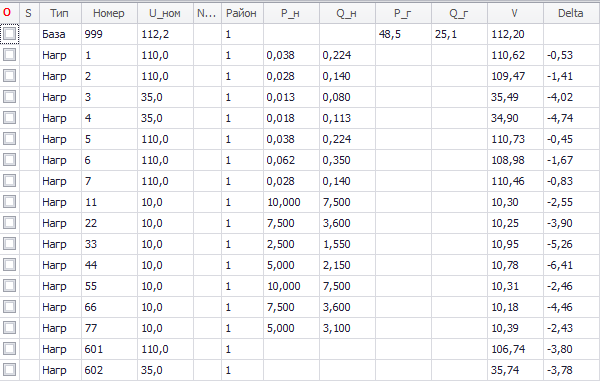 O S Тип Номер U_ном N... Район P_н Q_н P_г Q_г V Delta
База 999 112,2 1 48,5 25,1 112,20
Нагр 1 110,0 1 0,038 0,224 110,62 -0,53
Нагр 2 110,0 1 0,028 0,140 109,47 -1,41
Нагр 3 35,0 1 0,013 0,080 35,49 -4,02
Нагр 4 35,0 1 0,018 0,113 34,90 -4,74
Нагр 5 110,0 1 0,038 0,224 110,73 -0,45
Нагр 6 110,0 1 0,062 0,350 108,98 -1,67
Нагр 7 110,0 1 0,028 0,140 110,46 -0,83
Нагр 11 10,0 1 10,000 7,500 10,30 -2,55
Нагр 22 10,0 1 7,500 3,600 10,25 -3,90
Нагр 33 10,0 1 2,500 1,550 10,95 -5,26
Нагр 44 10,0 1 5,000 2,150 10,78 -6,41
Нагр 55 10,0 1 10,000 7,500 10,31 -2,46
Нагр 66 10,0 1 7,500 3,600 10,18 -4,46
Нагр 77 10,0 1 5,000 3,100 10,39 -2,43
Нагр 601 110,0 1 106,74 -3,80
Нагр 602 35,0 1 35,74 -3,78